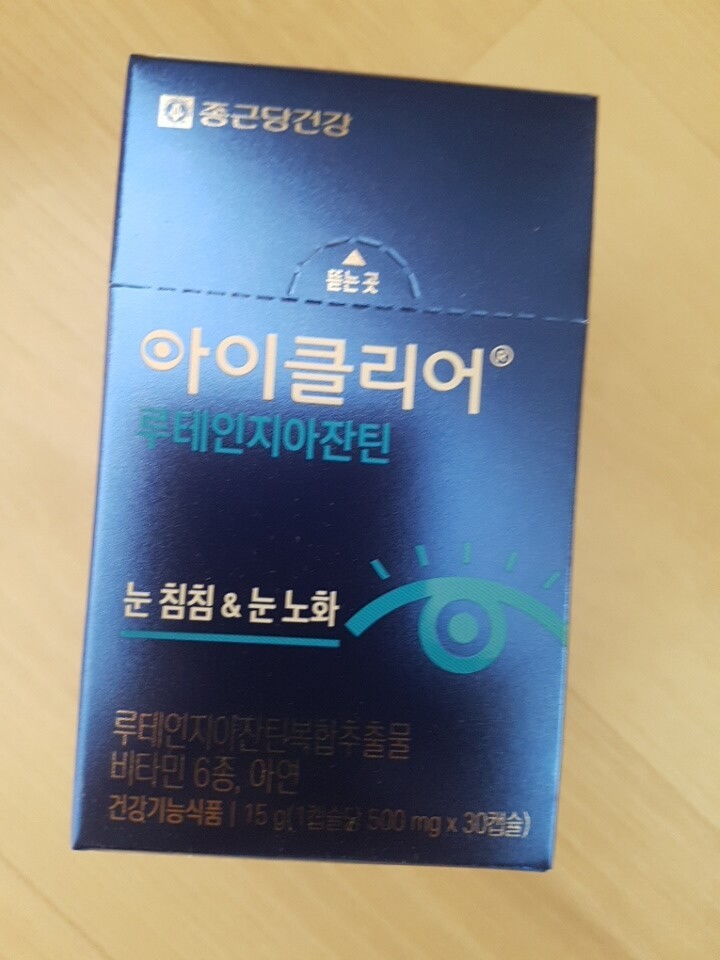 종근당건강
뜯는 곳
아이클리어®
루테인지아잔틴
눈 침침 & 눈 노화
루테인지아잔틴복합추출물
비타민 6종, 아연
건강기능식품 | 15 g(1캡슐당 500 mg x 30캡슐)